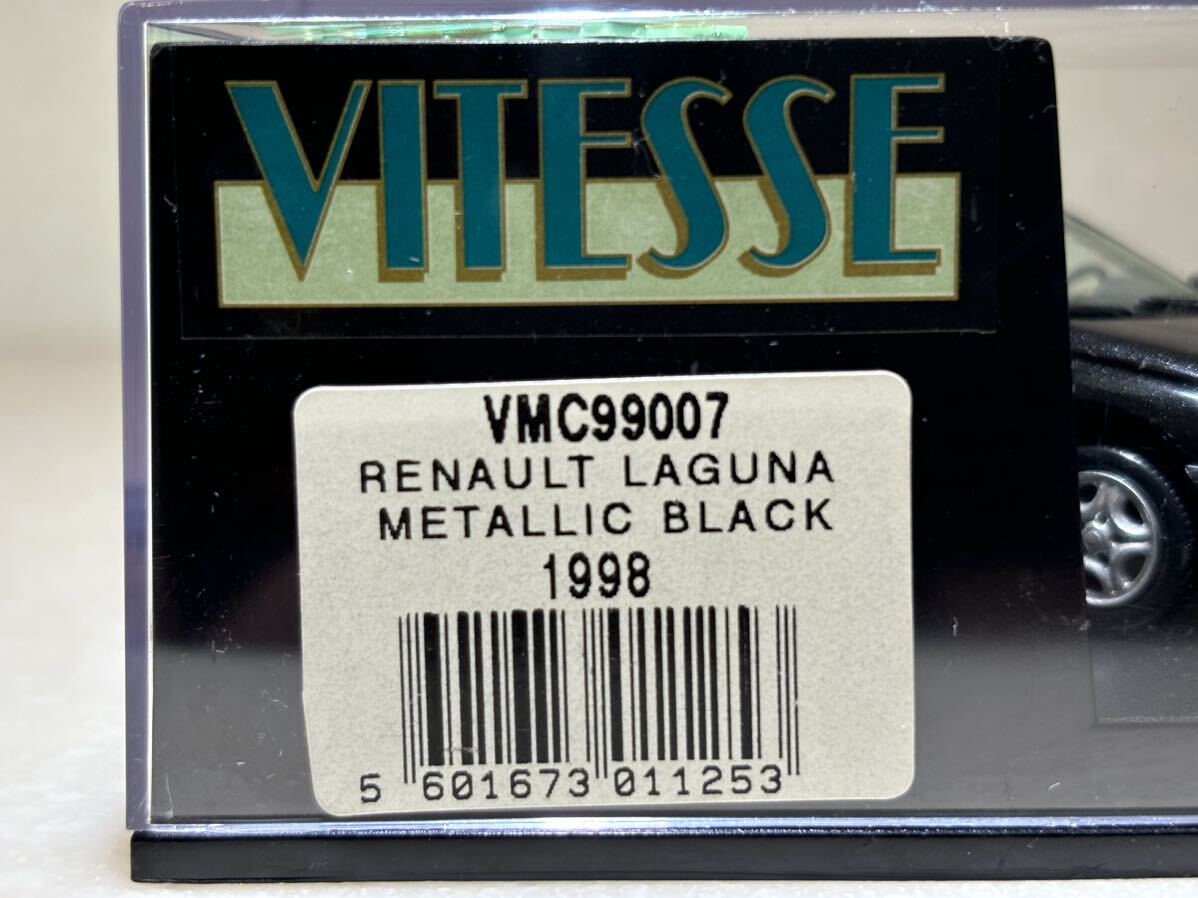 VITESSE
VMC99007
RENAULT LAGUNA
METALLIC BLACK
1998
5 601673 011253